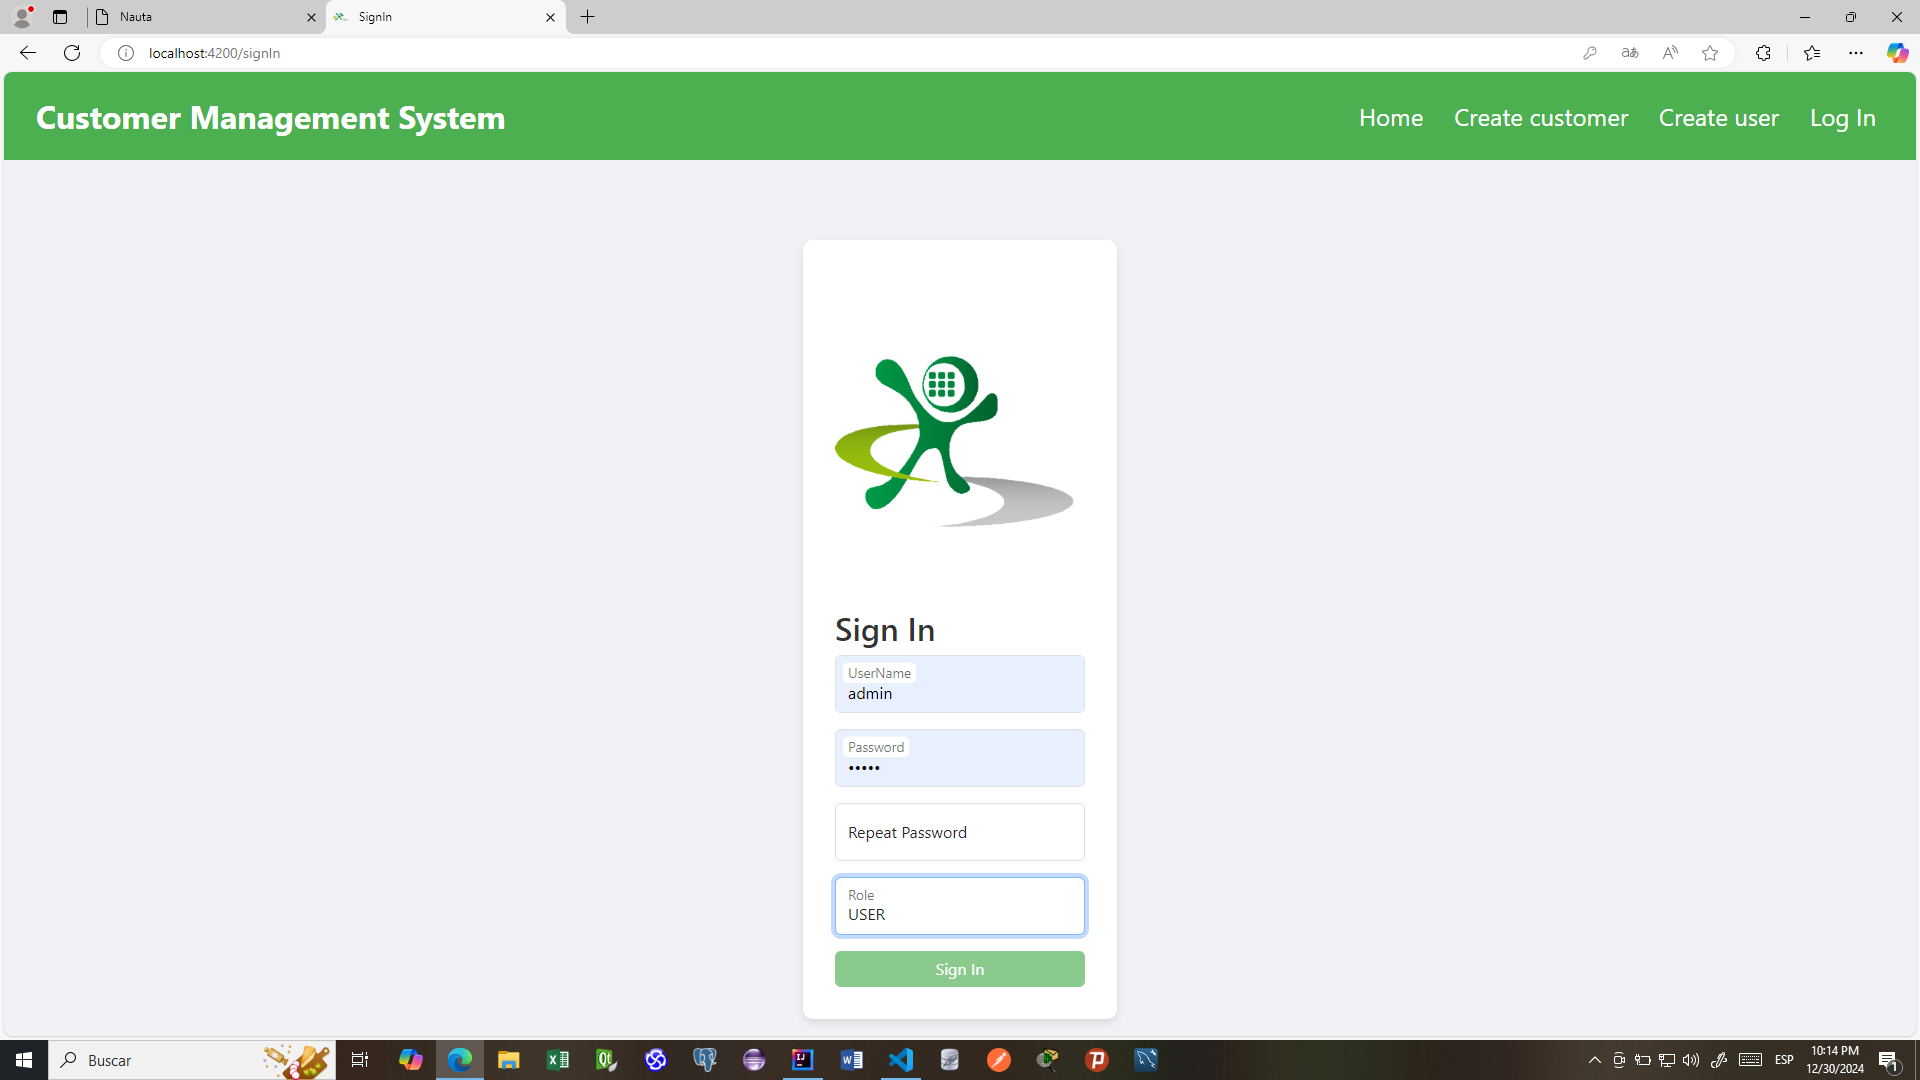 Nauta
SignIn
localhost:4200/signIn
Customer Management System
Home
Create customer
Create user
Log In
Sign In
UserName
admin
Password
•••••
Repeat Password
Role
USER
Sign In
Buscar
ESP
10:14 PM
12/30/2024
1